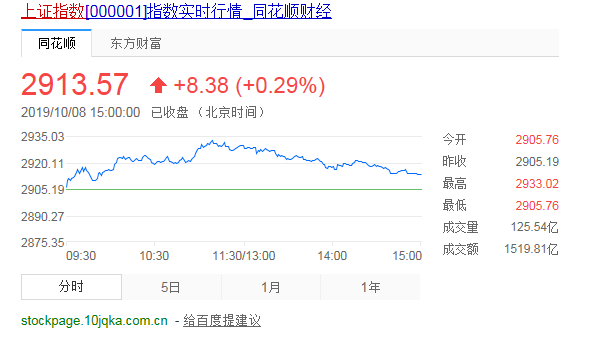 上证指数[000001]指数实时行情_同花顺财经
同花顺 东方财富
2913.57 +8.38 (+0.29%)
2019/10/08 15:00:00 已收盘 （北京时间）
2935.03
2920.11
2905.19
2890.27
2875.35
09:30 10:30 11:30/13:00 14:00 15:00
今开 2905.76
昨收 2905.19
最高 2933.02
最低 2905.76
成交量 125.54亿
成交额 1519.81亿
分时 5日 1月 1年
stockpage.10jqka.com.cn - 给百度提建议